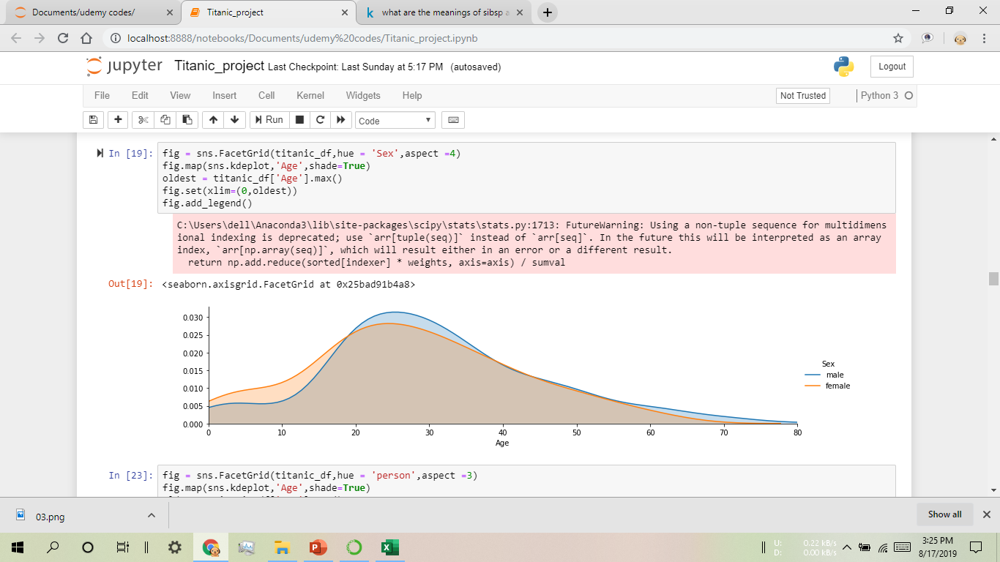 Documents/udemy codes/
Titanic_project
what are the meanings of sibsp a
localhost:8888/notebooks/Documents/udemy%20codes/Titanic_project.ipynb
jupyter Titanic_project Last Checkpoint: Last Sunday at 5:17 PM (autosaved)
Logout
File Edit View Insert Cell Kernel Widgets Help
Not Trusted
Python 3
Run
Code
In [19]: fig = sns.FacetGrid(titanic_df,hue = 'Sex',aspect =4)
fig.map(sns.kdeplot,'Age',shade=True)
oldest = titanic_df['Age'].max()
fig.set(xlim=(0,oldest))
fig.add_legend()
C:\Users\dell\Anaconda3\lib\site-packages\scipy\stats\stats.py:1713: FutureWarning: Using a non-tuple sequence for multidimens
ional indexing is deprecated; use `arr[tuple(seq)]` instead of `arr[seq]`. In the future this will be interpreted as an array
index, `arr[np.array(seq)]`, which will result either in an error or a different result.
return np.add.reduce(sorted[indexer] * weights, axis=axis) / sumval
Out[19]: <seaborn.axisgrid.FacetGrid at 0x25bad91b4a8>
0.030
0.025
0.020
0.015
0.010
0.005
0.000
0 10 20 30 40 50 60 70 80
Age
Sex
male
female
In [23]: fig = sns.FacetGrid(titanic_df,hue = 'person',aspect =3)
fig.map(sns.kdeplot,'Age',shade=True)
03.png
Show all
U: 0.22 kB/s
D: 0.00 kB/s
3:25 PM
8/17/2019